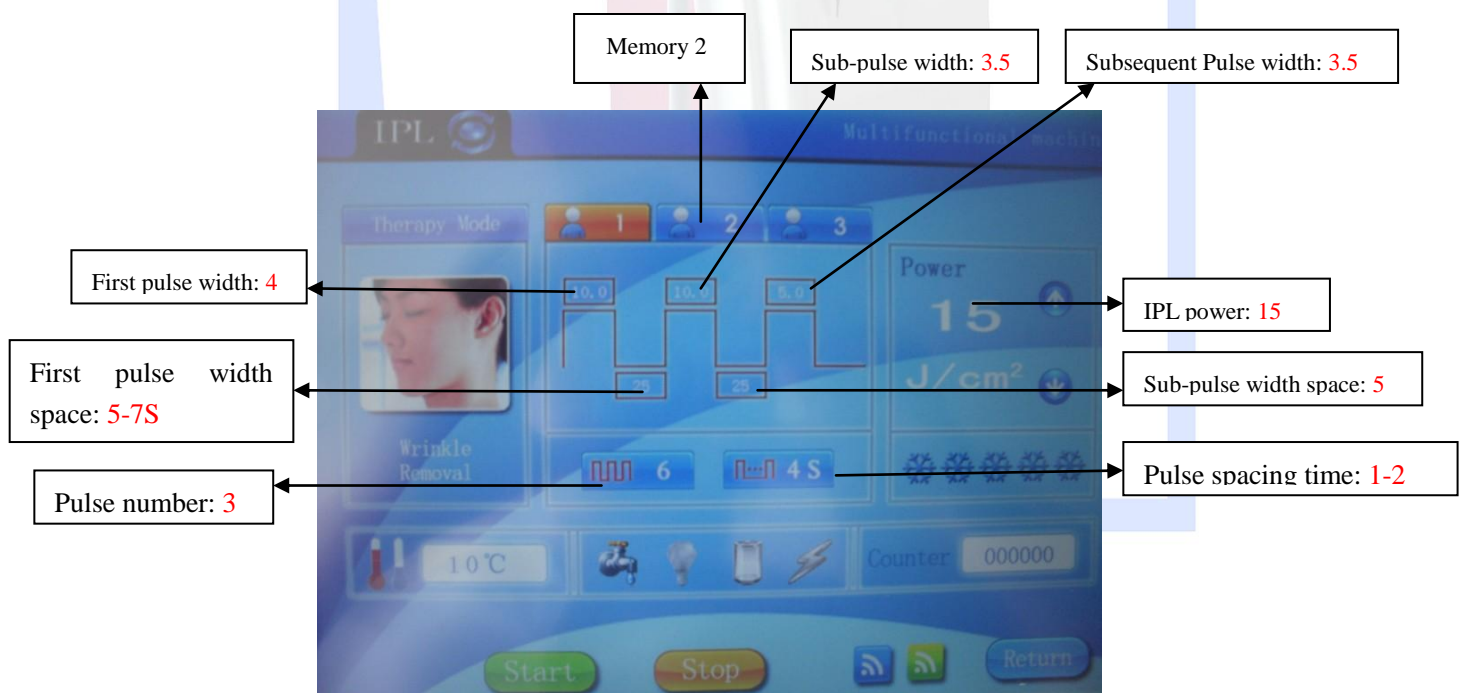 Memory 2
Sub-pulse width: 3.5
Subsequent Pulse width: 3.5
IPL
Multifunctional machin
Therapy Mode
1
2
3
First pulse width: 4
10.0
10.0
5.0
Power
15
J/cm²
IPL power: 15
First pulse width
space: 5-7S
25
25
Sub-pulse width space: 5
Wrinkle
Removal
6
4 S
Pulse number: 3
Pulse spacing time: 1-2
10℃
Counter
000000
Start
Stop
Return